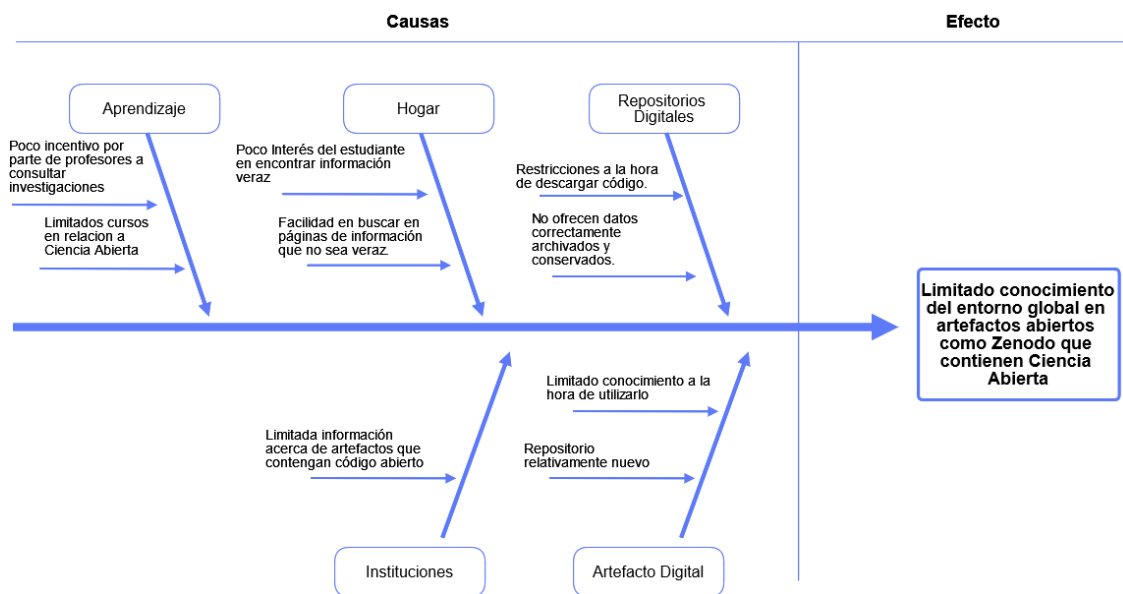 Causas
Efecto
Aprendizaje
Hogar
Repositorios
Digitales
Poco incentivo por
parte de profesores a
consultar
investigaciones
Limitados cursos
en relacion a
Ciencia Abierta
Poco Interés del estudiante
en encontrar información
veraz
Facilidad en buscar en
páginas de información
que no sea veraz.
Restricciones a la hora
de descargar código.
No ofrecen datos
correctamente
archivados y
conservados.
Limitado conocimiento
del entorno global en
artefactos abiertos
como Zenodo que
contienen Ciencia
Abierta
Limitada información
acerca de artefactos que
contengan código abierto
Limitado conocimiento a la
hora de utilizarlo
Repositorio
relativamente nuevo
Instituciones
Artefacto Digital